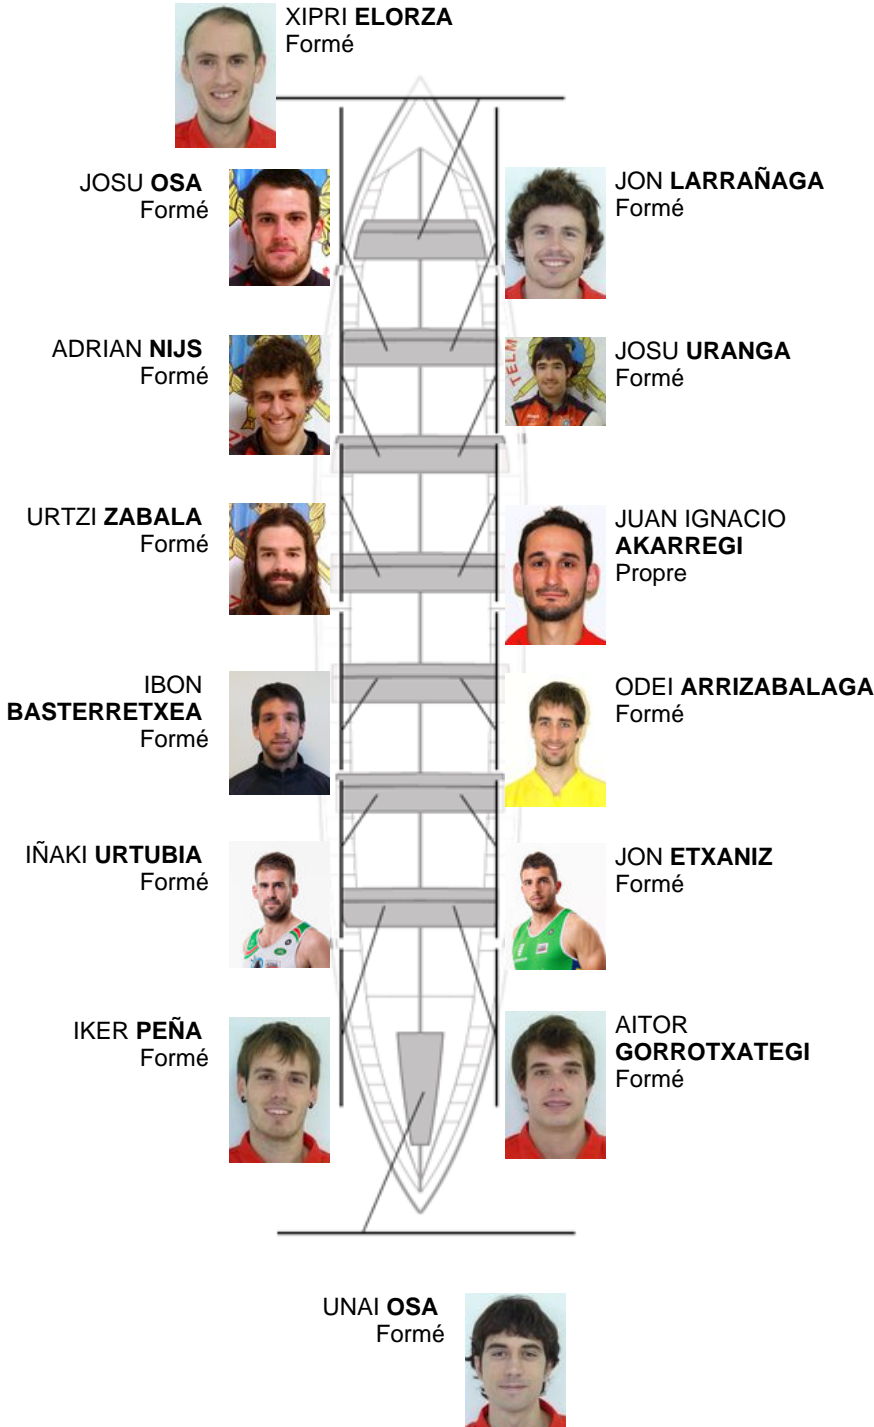 XIPRI ELORZA
Formé
JOSU OSA
Formé
JON LARRAÑAGA
Formé
ADRIAN NIJS
Formé
JOSU URANGA
Formé
TELM
URTZI ZABALA
Formé
JUAN IGNACIO
AKARREGI
Propre
IBON
BASTERRETXEA
Formé
ODEI ARRIZABALAGA
Formé
IÑAKI URTUBIA
Formé
JON ETXANIZ
Formé
IKER PEÑA
Formé
AITOR
GORROTXATEGI
Formé
UNAI OSA
Formé